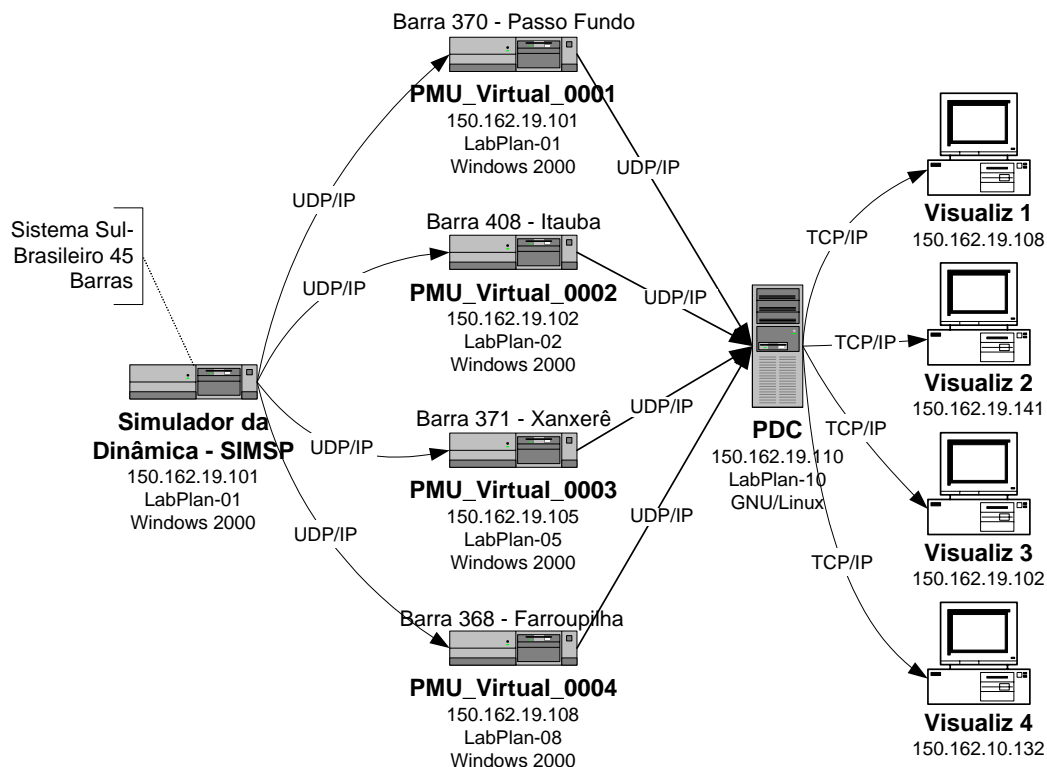 Sistema Sul-
Brasileiro 45
Barras
Simulador da
Dinâmica - SIMSP
150.162.19.101
LabPlan-01
Windows 2000
UDP/IP
UDP/IP
UDP/IP
UDP/IP
Barra 370 - Passo Fundo
PMU_Virtual_0001
150.162.19.101
LabPlan-01
Windows 2000
Barra 408 - Itauba
PMU_Virtual_0002
150.162.19.102
LabPlan-02
Windows 2000
Barra 371 - Xanxerê
PMU_Virtual_0003
150.162.19.105
LabPlan-05
Windows 2000
Barra 368 - Farroupilha
PMU_Virtual_0004
150.162.19.108
LabPlan-08
Windows 2000
UDP/IP
UDP/IP
UDP/IP
UDP/IP
PDC
150.162.19.110
LabPlan-10
GNU/Linux
TCP/IP
TCP/IP
TCP/IP
TCP/IP
Visualiz 1
150.162.19.108
Visualiz 2
150.162.19.141
Visualiz 3
150.162.19.102
Visualiz 4
150.162.10.132